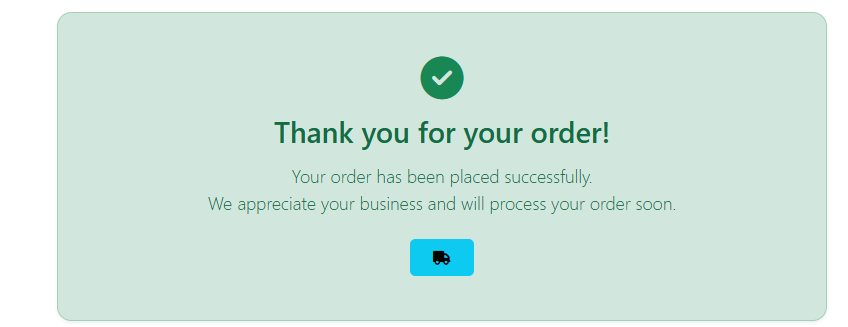 Thank you for your order!
Your order has been placed successfully.
We appreciate your business and will process your order soon.